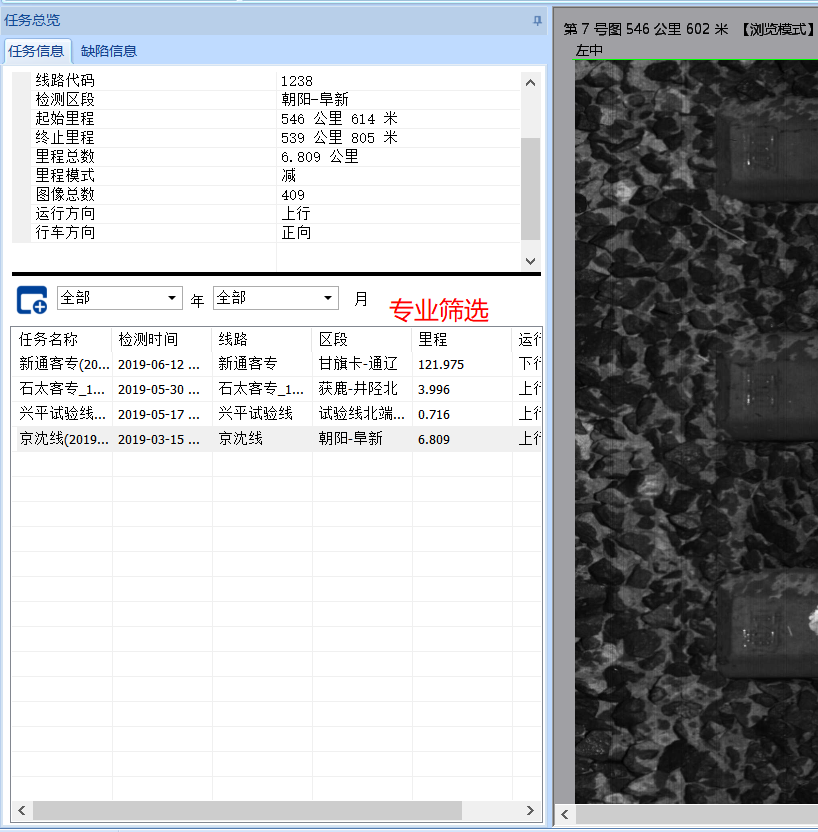 任务总览
任务信息 缺陷信息
线路代码 1238
检测区段 朝阳-阜新
起始里程 546 公里 614 米
终止里程 539 公里 805 米
里程总数 6.809 公里
里程模式 减
图像总数 409
运行方向 上行
行车方向 正向
全部 年 全部 月 专业筛选
任务名称 检测时间 线路 区段 里程 运行
新通客专(20... 2019-06-12 ... 新通客专 甘旗卡-通辽 121.975 下行
石太客专_1... 2019-05-30 ... 石太客专_1... 获鹿-井陉北 3.996 上行
兴平试验线... 2019-05-17 ... 兴平试验线 试验线北端... 0.716 上行
京沈线(2019... 2019-03-15 ... 京沈线 朝阳-阜新 6.809 上行
第 7 号图 546 公里 602 米 【浏览模式】
左中